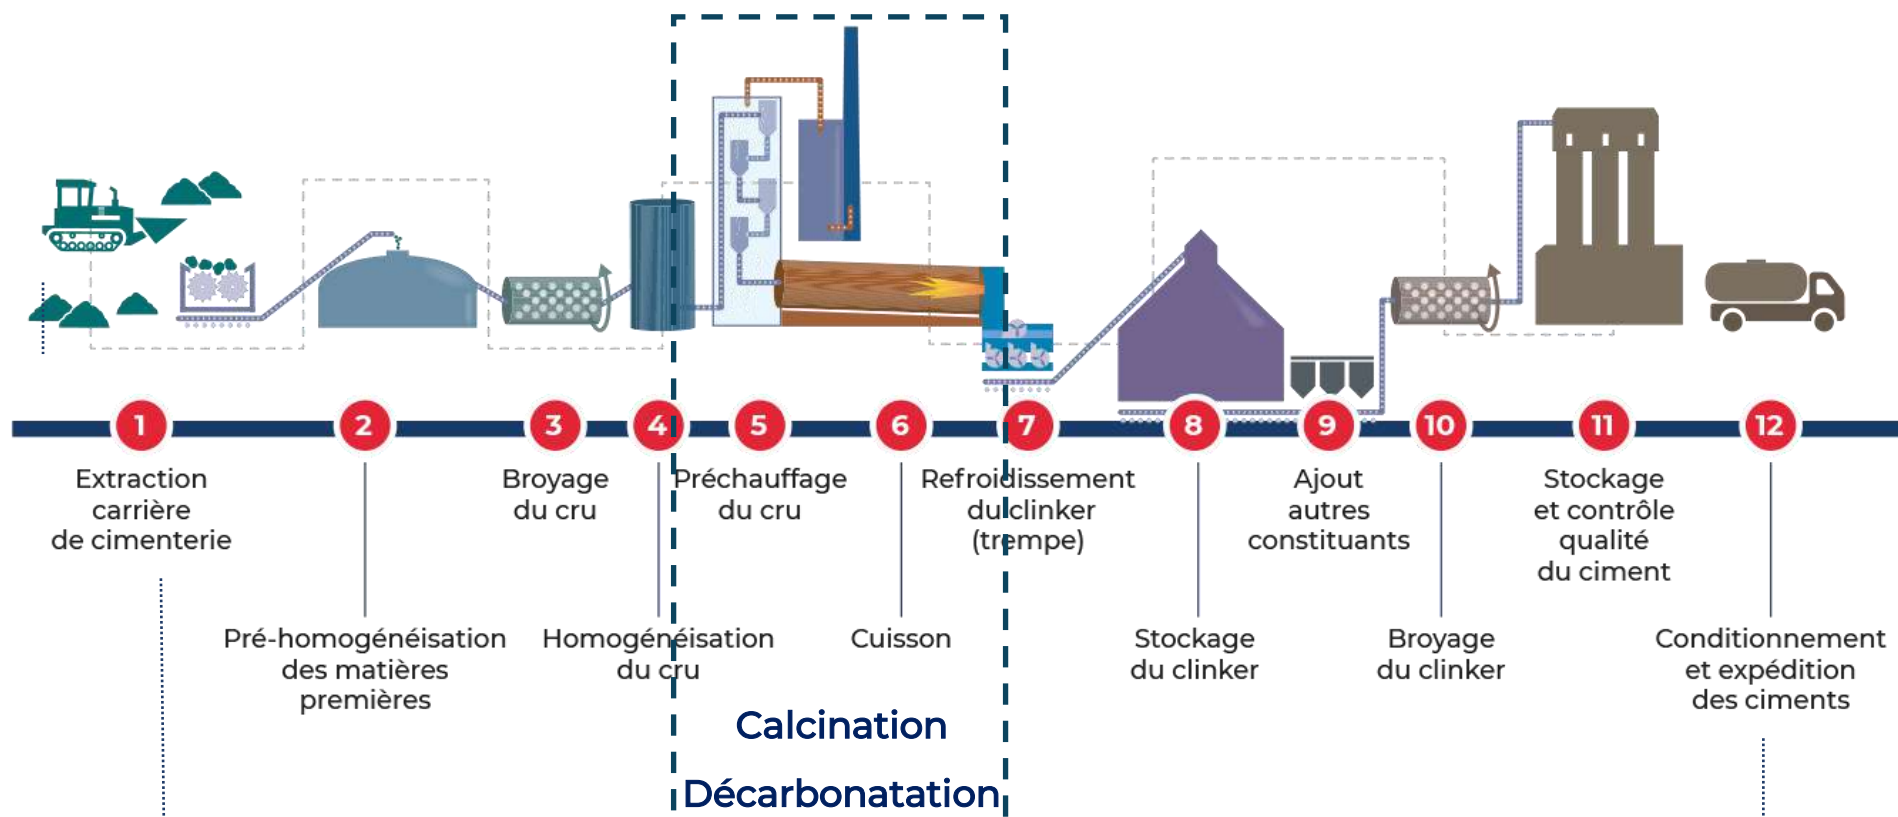 1
Extraction
carrière
de cimenterie
2
Pré-homogénéisation
des matières
premières
3
Broyage
du cru
4
Homogénéisation
du cru
5
Préchauffage
du cru
6
Cuisson
7
Refroidissement
du clinker
(trempe)
8
Stockage
du clinker
9
Ajout
autres
constituants
10
Broyage
du clinker
11
Stockage
et contrôle
qualité
du ciment
12
Conditionnement
et expédition
des ciments
Calcination
Décarbonatation